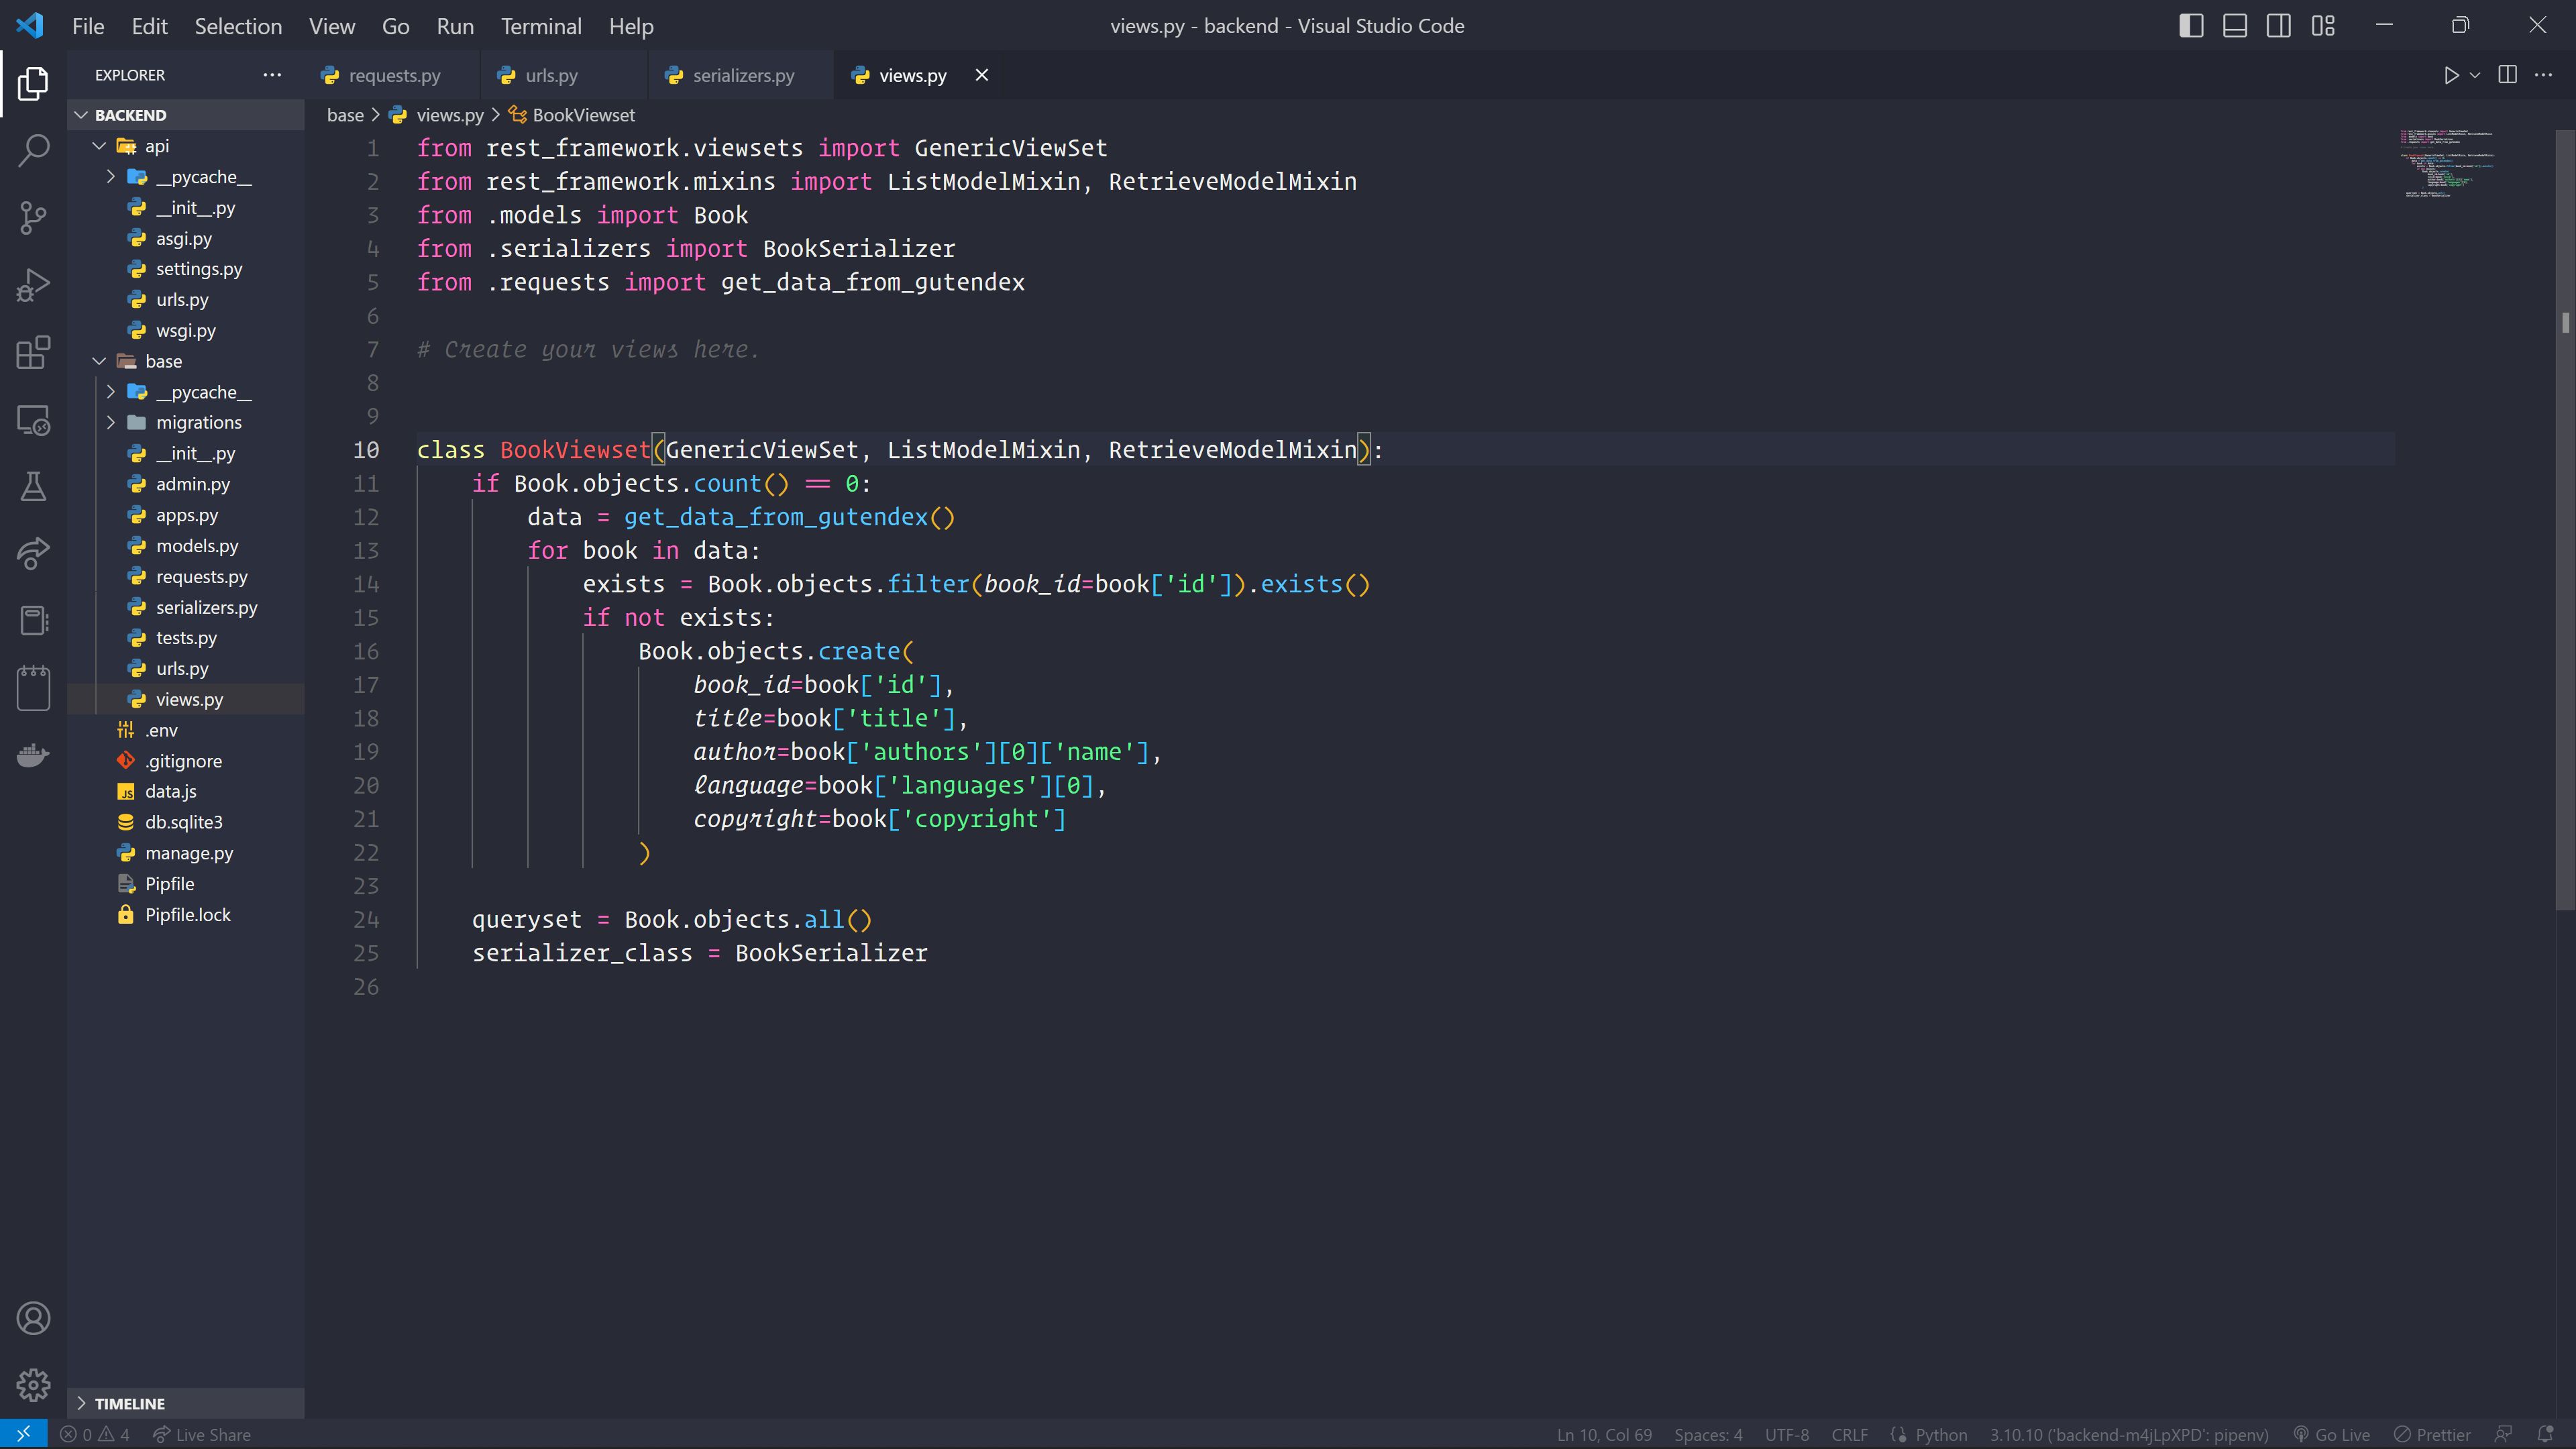 File Edit Selection View Go Run Terminal Help
views.py - backend - Visual Studio Code
EXPLORER
requests.py
urls.py
serializers.py
views.py
BACKEND
base > views.py > BookViewset
api
__pycache__
__init__.py
asgi.py
settings.py
urls.py
wsgi.py
base
__pycache__
migrations
__init__.py
admin.py
apps.py
models.py
requests.py
serializers.py
tests.py
urls.py
views.py
.env
.gitignore
data.js
db.sqlite3
manage.py
Pipfile
Pipfile.lock
TIMELINE
1 from rest_framework.viewsets import GenericViewSet
2 from rest_framework.mixins import ListModelMixin, RetrieveModelMixin
3 from .models import Book
4 from .serializers import BookSerializer
5 from .requests import get_data_from_gutendex
6
7 # Create your views here.
8
9
10 class BookViewset(GenericViewSet, ListModelMixin, RetrieveModelMixin):
11     if Book.objects.count() == 0:
12         data = get_data_from_gutendex()
13         for book in data:
14             exists = Book.objects.filter(book_id=book['id']).exists()
15             if not exists:
16                 Book.objects.create(
17                     book_id=book['id'],
18                     title=book['title'],
19                     author=book['authors'][0]['name'],
20                     language=book['languages'][0],
21                     copyright=book['copyright']
22                 )
23
24     queryset = Book.objects.all()
25     serializer_class = BookSerializer
26
0 4 Live Share
Ln 10, Col 69 Spaces: 4 UTF-8 CRLF Python 3.10.10 ('backend-m4jLpXPD': pipenv) Go Live Prettier